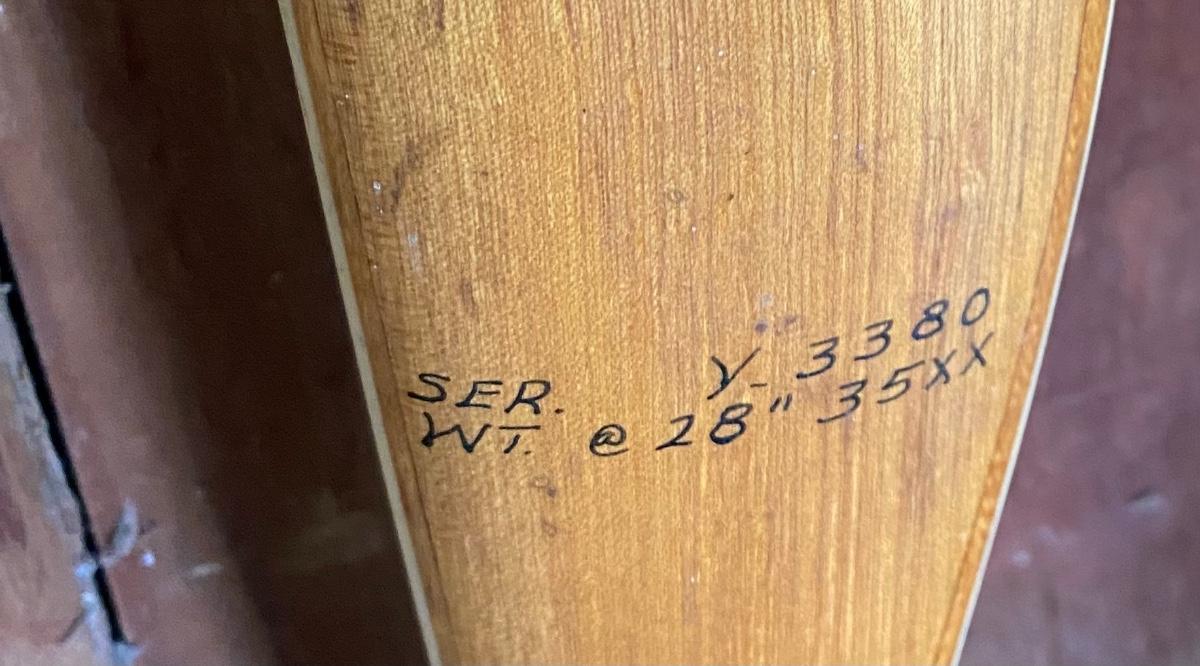 SER. Y-3380
WT. @ 28" 35XX